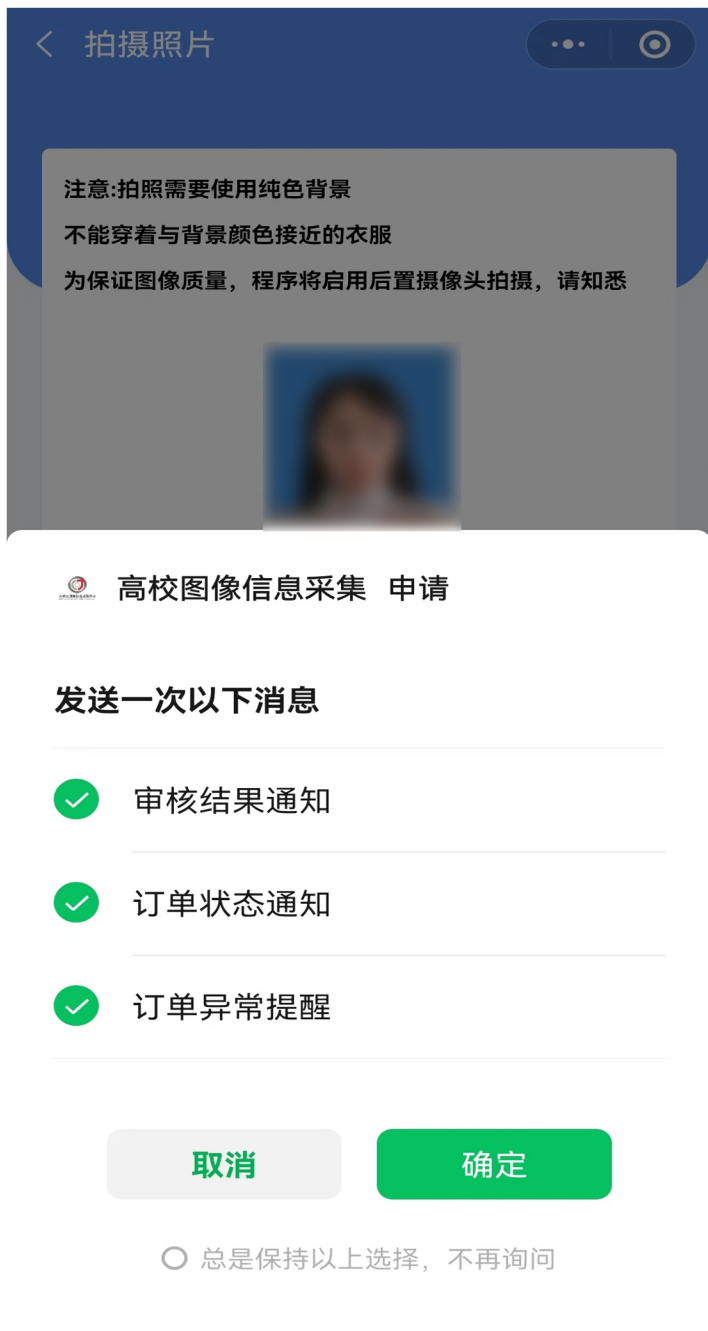 拍摄照片
注意:拍照需要使用纯色背景
不能穿着与背景颜色接近的衣服
为保证图像质量，程序将启用后置摄像头拍摄，请知悉
高校图像信息采集 申请
发送一次以下消息
审核结果通知
订单状态通知
订单异常提醒
取消
确定
总是保持以上选择，不再询问